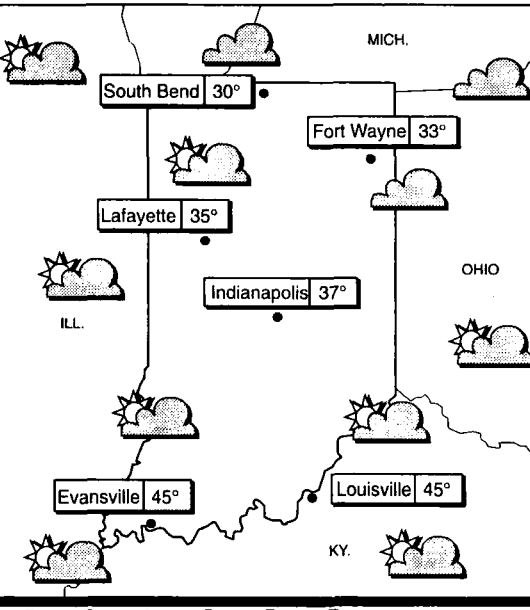 MICH.
South Bend 30°
Fort Wayne 33°
Lafayette 35°
OHIO
Indianapolis 37°
ILL.
Evansville 45°
Louisville 45°
KY.